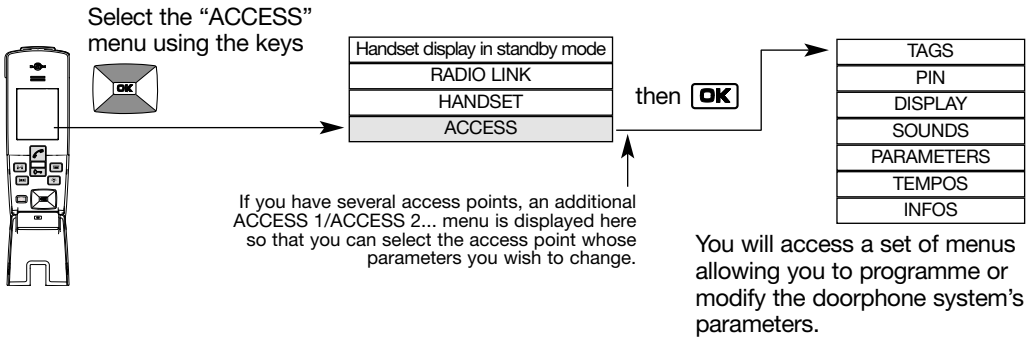 Select the “ACCESS”
menu using the keys
OK
Handset display in standby mode
RADIO LINK
HANDSET
ACCESS
then OK
If you have several access points, an additional
ACCESS 1/ACCESS 2... menu is displayed here
so that you can select the access point whose
parameters you wish to change.
TAGS
PIN
DISPLAY
SOUNDS
PARAMETERS
TEMPOS
INFOS
You will access a set of menus
allowing you to programme or
modify the doorphone system’s
parameters.